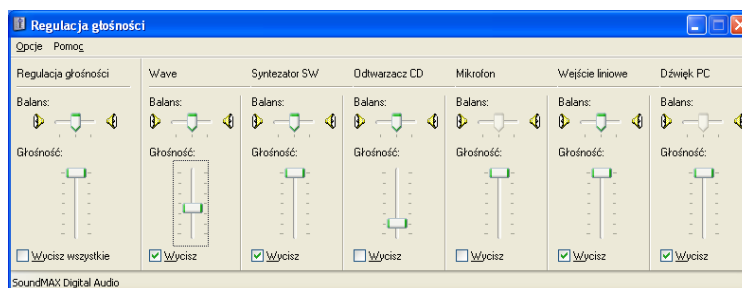 Regulacja głośności
Opcje Pomoc
Regulacja głośności Wave Syntezator SW Odtwarzacz CD Mikrofon Wejście liniowe Dźwięk PC
Balans: Balans: Balans: Balans: Balans: Balans: Balans:
Głośność: Głośność: Głośność: Głośność: Głośność: Głośność: Głośność:
Wycisz wszystkie Wycisz Wycisz Wycisz Wycisz Wycisz Wycisz
SoundMAX Digital Audio